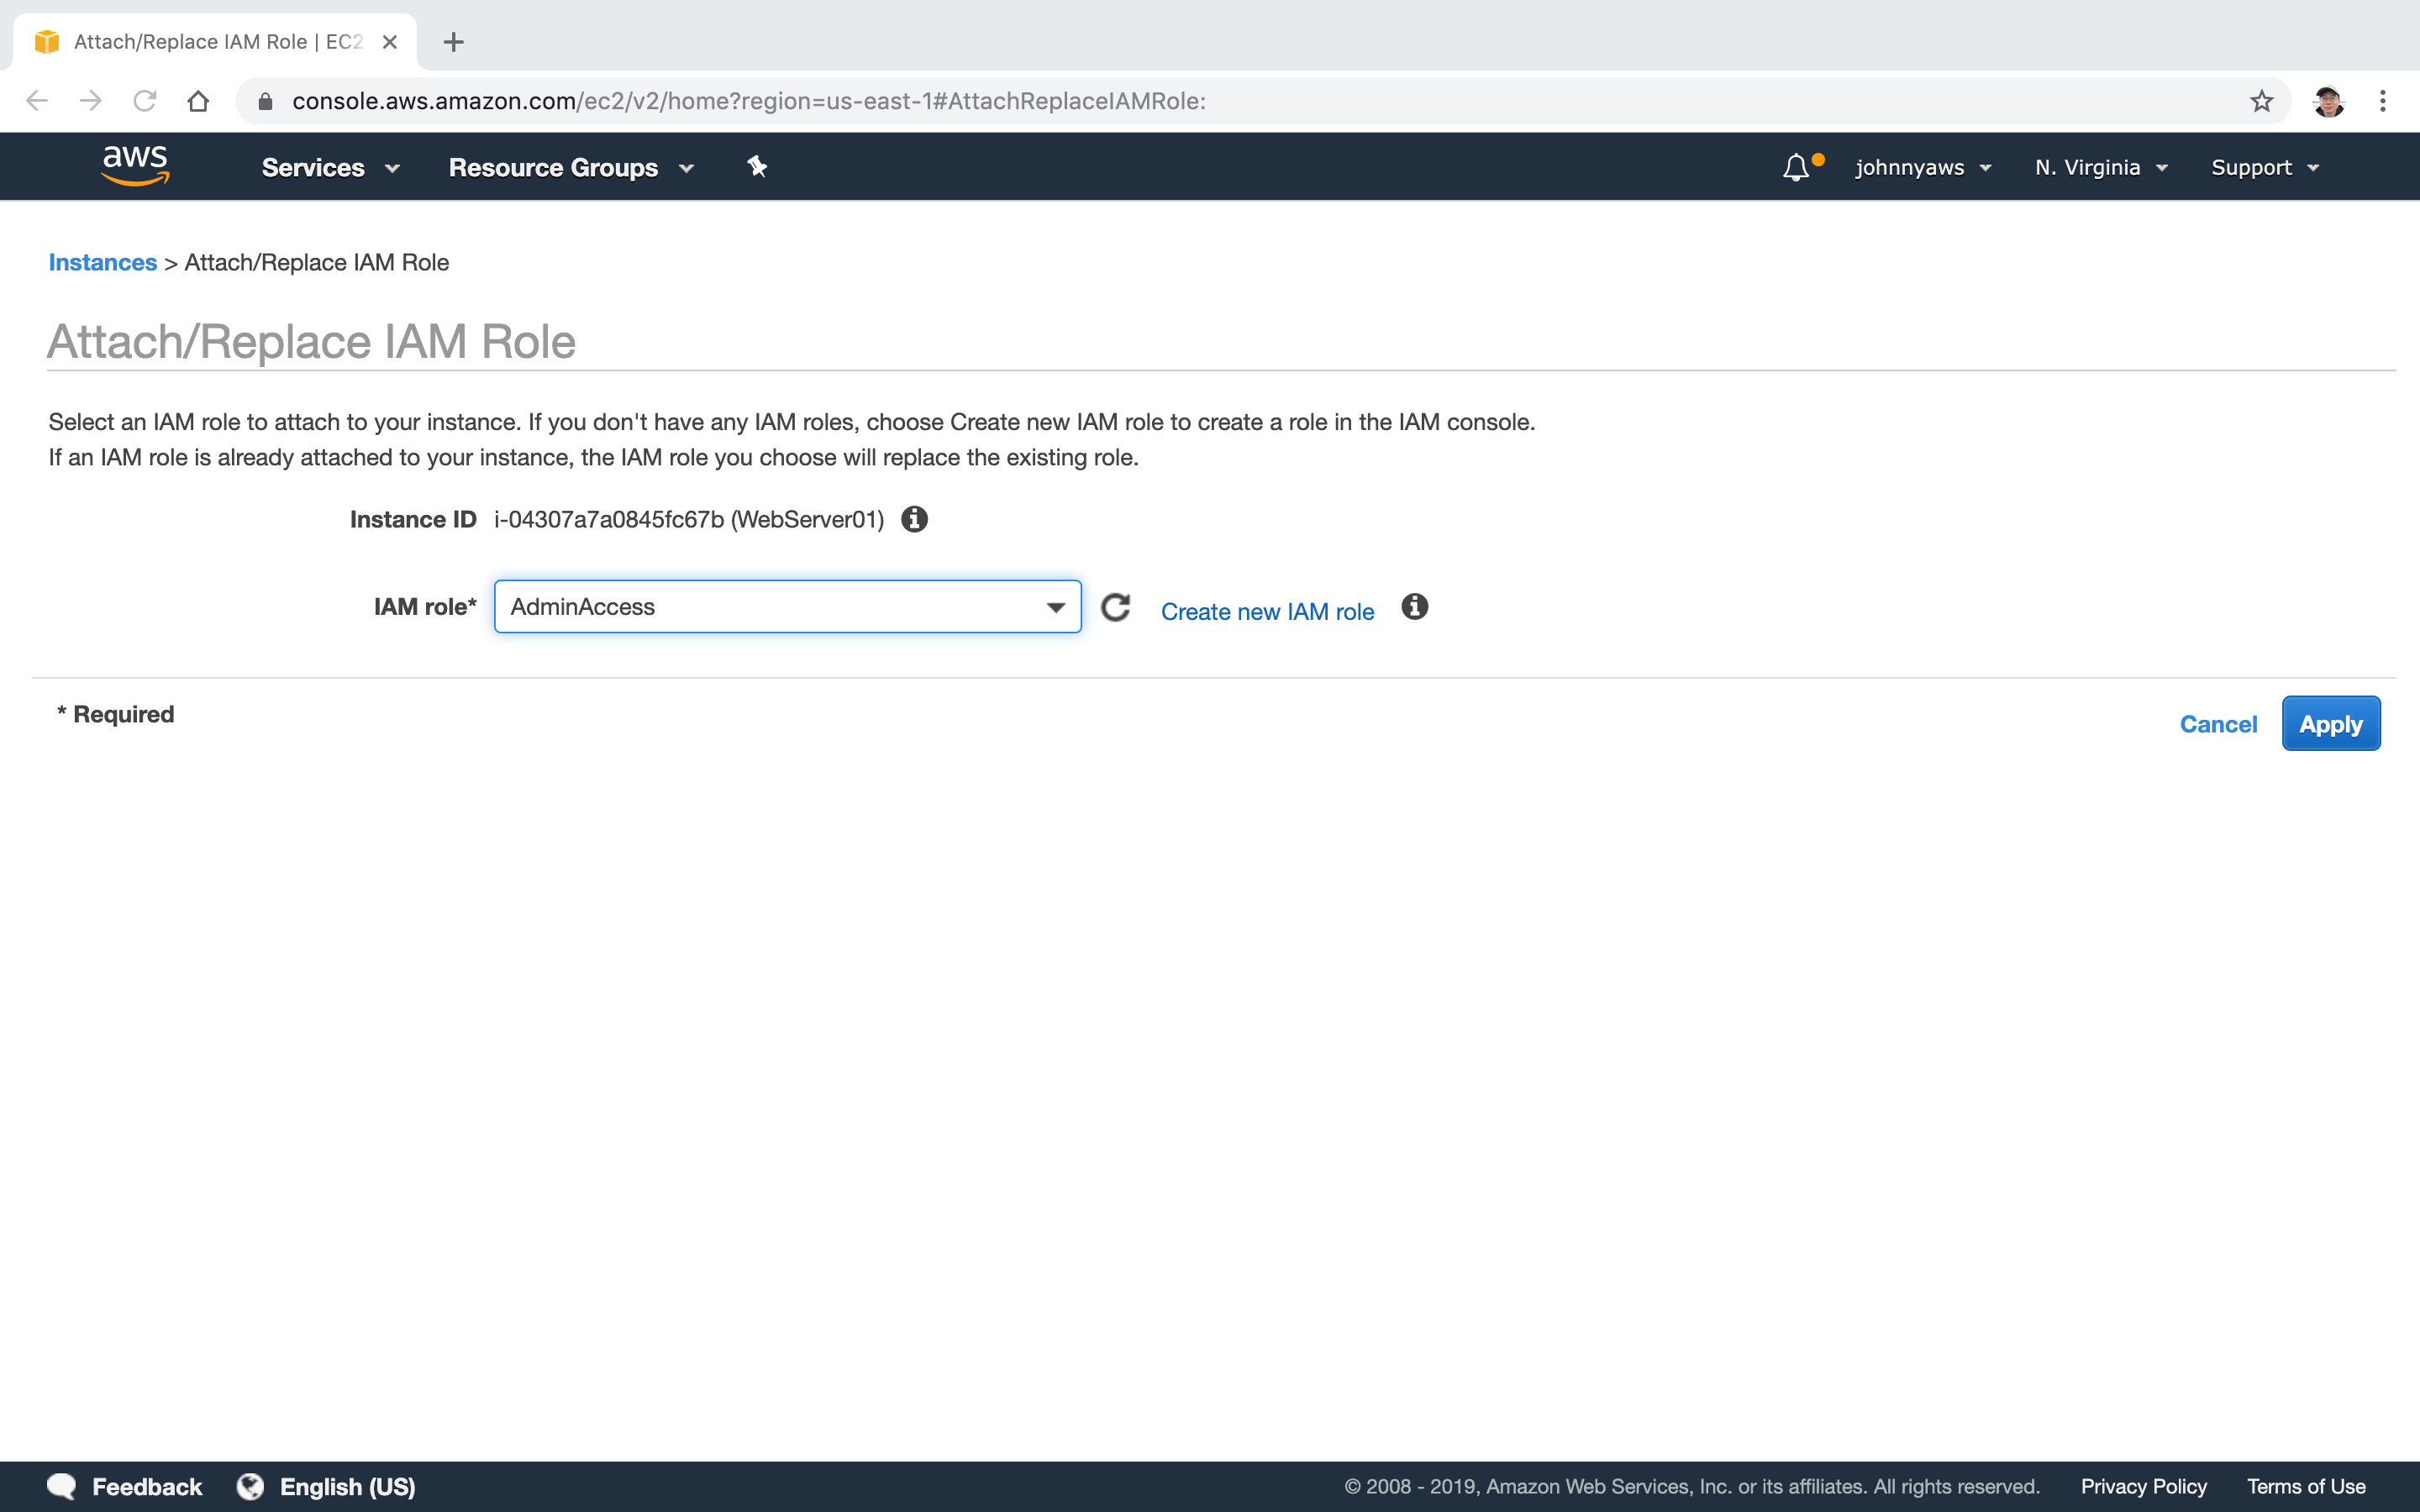 Attach/Replace IAM Role | EC2
console.aws.amazon.com/ec2/v2/home?region=us-east-1#AttachReplaceIAMRole:
aws Services Resource Groups johnnyaws N. Virginia Support
Instances > Attach/Replace IAM Role
Attach/Replace IAM Role
Select an IAM role to attach to your instance. If you don't have any IAM roles, choose Create new IAM role to create a role in the IAM console.
If an IAM role is already attached to your instance, the IAM role you choose will replace the existing role.
Instance ID i-04307a7a0845fc67b (WebServer01)
IAM role* AdminAccess Create new IAM role
* Required Cancel Apply
Feedback English (US) © 2008 - 2019, Amazon Web Services, Inc. or its affiliates. All rights reserved. Privacy Policy Terms of Use